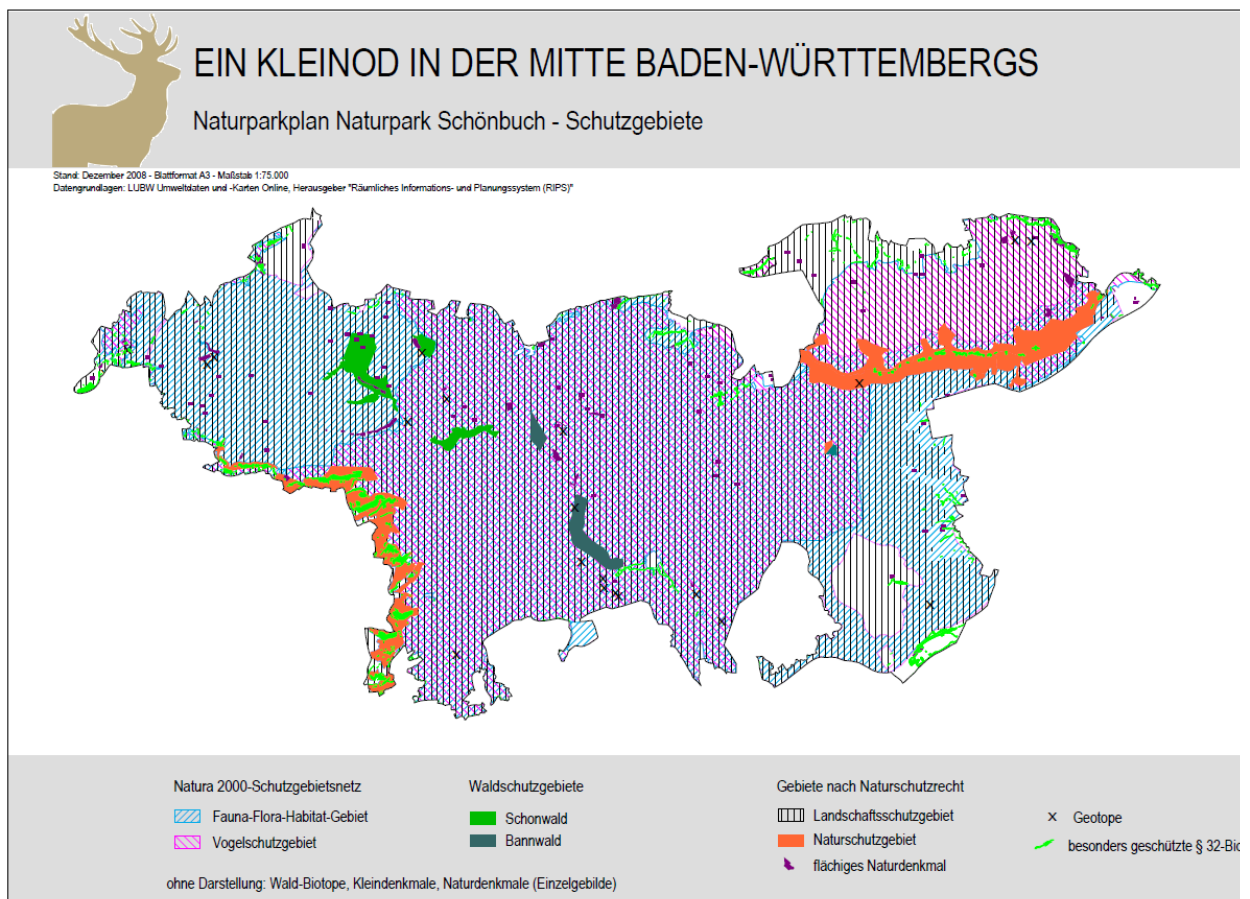 EIN KLEINOD IN DER MITTE BADEN-WÜRTTEMBERGS
Naturparkplan Naturpark Schönbuch - Schutzgebiete
Stand: Dezember 2008 - Blattformat A3 - Maßstab 1:75.000
Datengrundlagen: LUBW Umweltdaten und -Karten Online, Herausgeber "Räumliches Informations- und Planungssystem (RIPS)"
Natura 2000-Schutzgebietsnetz
Fauna-Flora-Habitat-Gebiet
Vogelschutzgebiet
Waldschutzgebiete
Schonwald
Bannwald
Gebiete nach Naturschutzrecht
Landschaftsschutzgebiet
Naturschutzgebiet
flächiges Naturdenkmal
x Geotope
besonders geschützte § 32-Bio
ohne Darstellung: Wald-Biotope, Kleindenkmale, Naturdenkmale (Einzelgebilde)